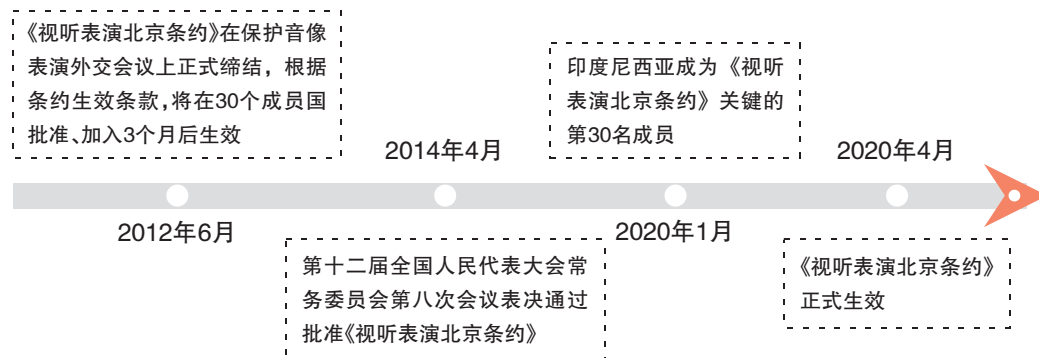 《视听表演北京条约》在保护音像
表演外交会议上正式缔结，根据
条约生效条款,将在30个成员国
批准、加入3个月后生效
2012年6月
2014年4月
第十二届全国人民代表大会常
务委员会第八次会议表决通过
批准《视听表演北京条约》
印度尼西亚成为《视听
表演北京条约》关键的
第30名成员
2020年1月
2020年4月
《视听表演北京条约》
正式生效